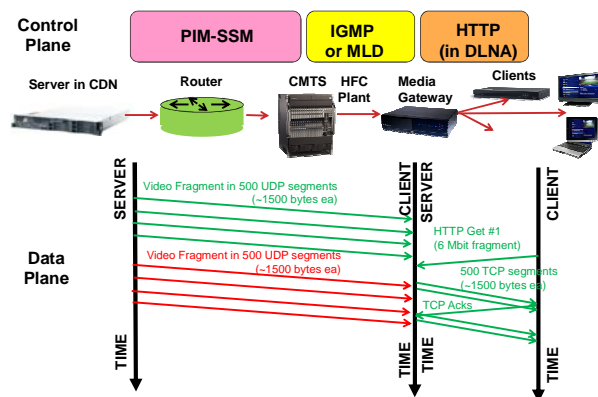 Control
Plane
PIM-SSM
IGMP
or MLD
HTTP
(in DLNA)
Server in CDN
Router
CMTS
HFC
Plant
Media
Gateway
Clients
SERVER
CLIENT
SERVER
CLIENT
Video Fragment in 500 UDP segments
(~1500 bytes ea)
HTTP Get #1
(6 Mbit fragment)
Data
Plane
Video Fragment in 500 UDP segments
(~1500 bytes ea)
500 TCP segments
(~1500 bytes ea)
TCP Acks
TIME
TIME
TIME
TIME